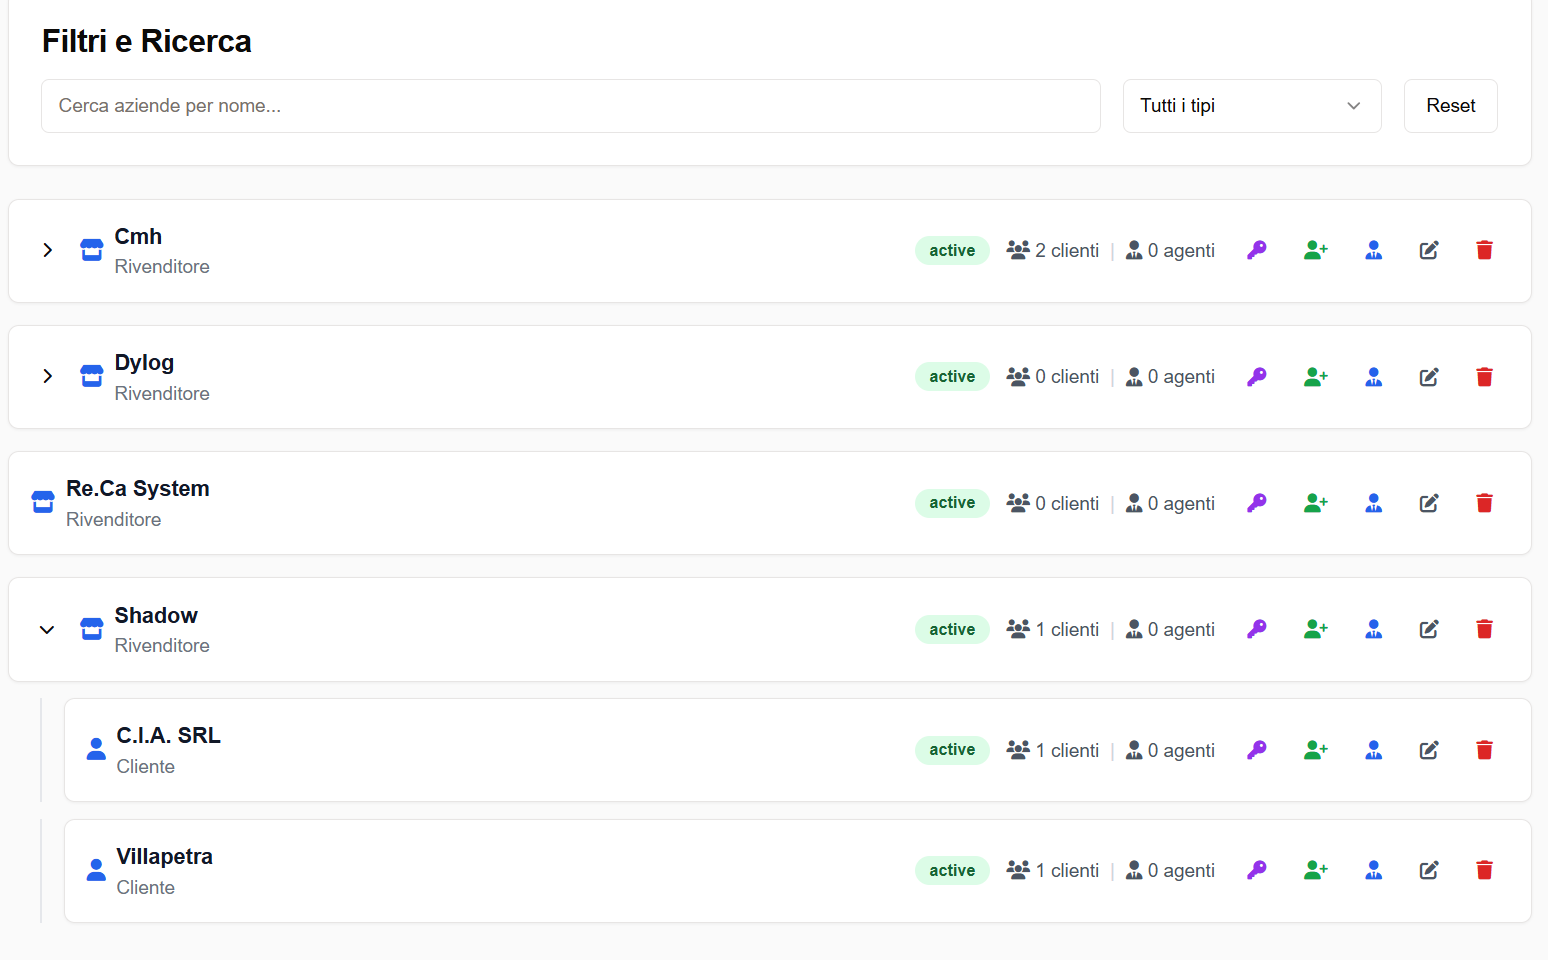 Filtri e Ricerca
Cerca aziende per nome...
Tutti i tipi
Reset
Cmh
Rivenditore
active
2 clienti | 0 agenti
Dylog
Rivenditore
active
0 clienti | 0 agenti
Re.Ca System
Rivenditore
active
0 clienti | 0 agenti
Shadow
Rivenditore
active
1 clienti | 0 agenti
C.I.A. SRL
Cliente
active
1 clienti | 0 agenti
Villapetra
Cliente
active
1 clienti | 0 agenti